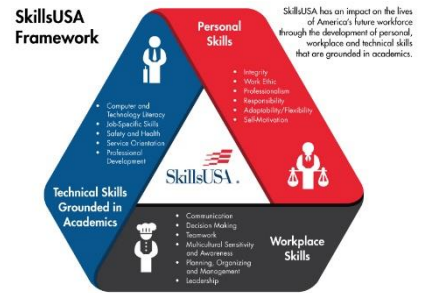 SkillsUSA
Framework
SkillsUSA has an impact on the lives
of America's future workforce
through the development of personal,
workplace and technical skills
that are grounded in academics.
Personal
Skills
• Integrity
• Work Ethic
• Professionalism
• Responsibility
• Adaptability/Flexibility
• Self-Motivation
• Computer and
Technology Literacy
• Job-Specific Skills
• Safety and Health
• Service Orientation
• Professional
Development
Technical Skills
Grounded in
Academics
SkillsUSA.
• Communication
• Decision Making
• Teamwork
• Multicultural Sensitivity
and Awareness
• Planning, Organizing
and Management
• Leadership
Workplace
Skills